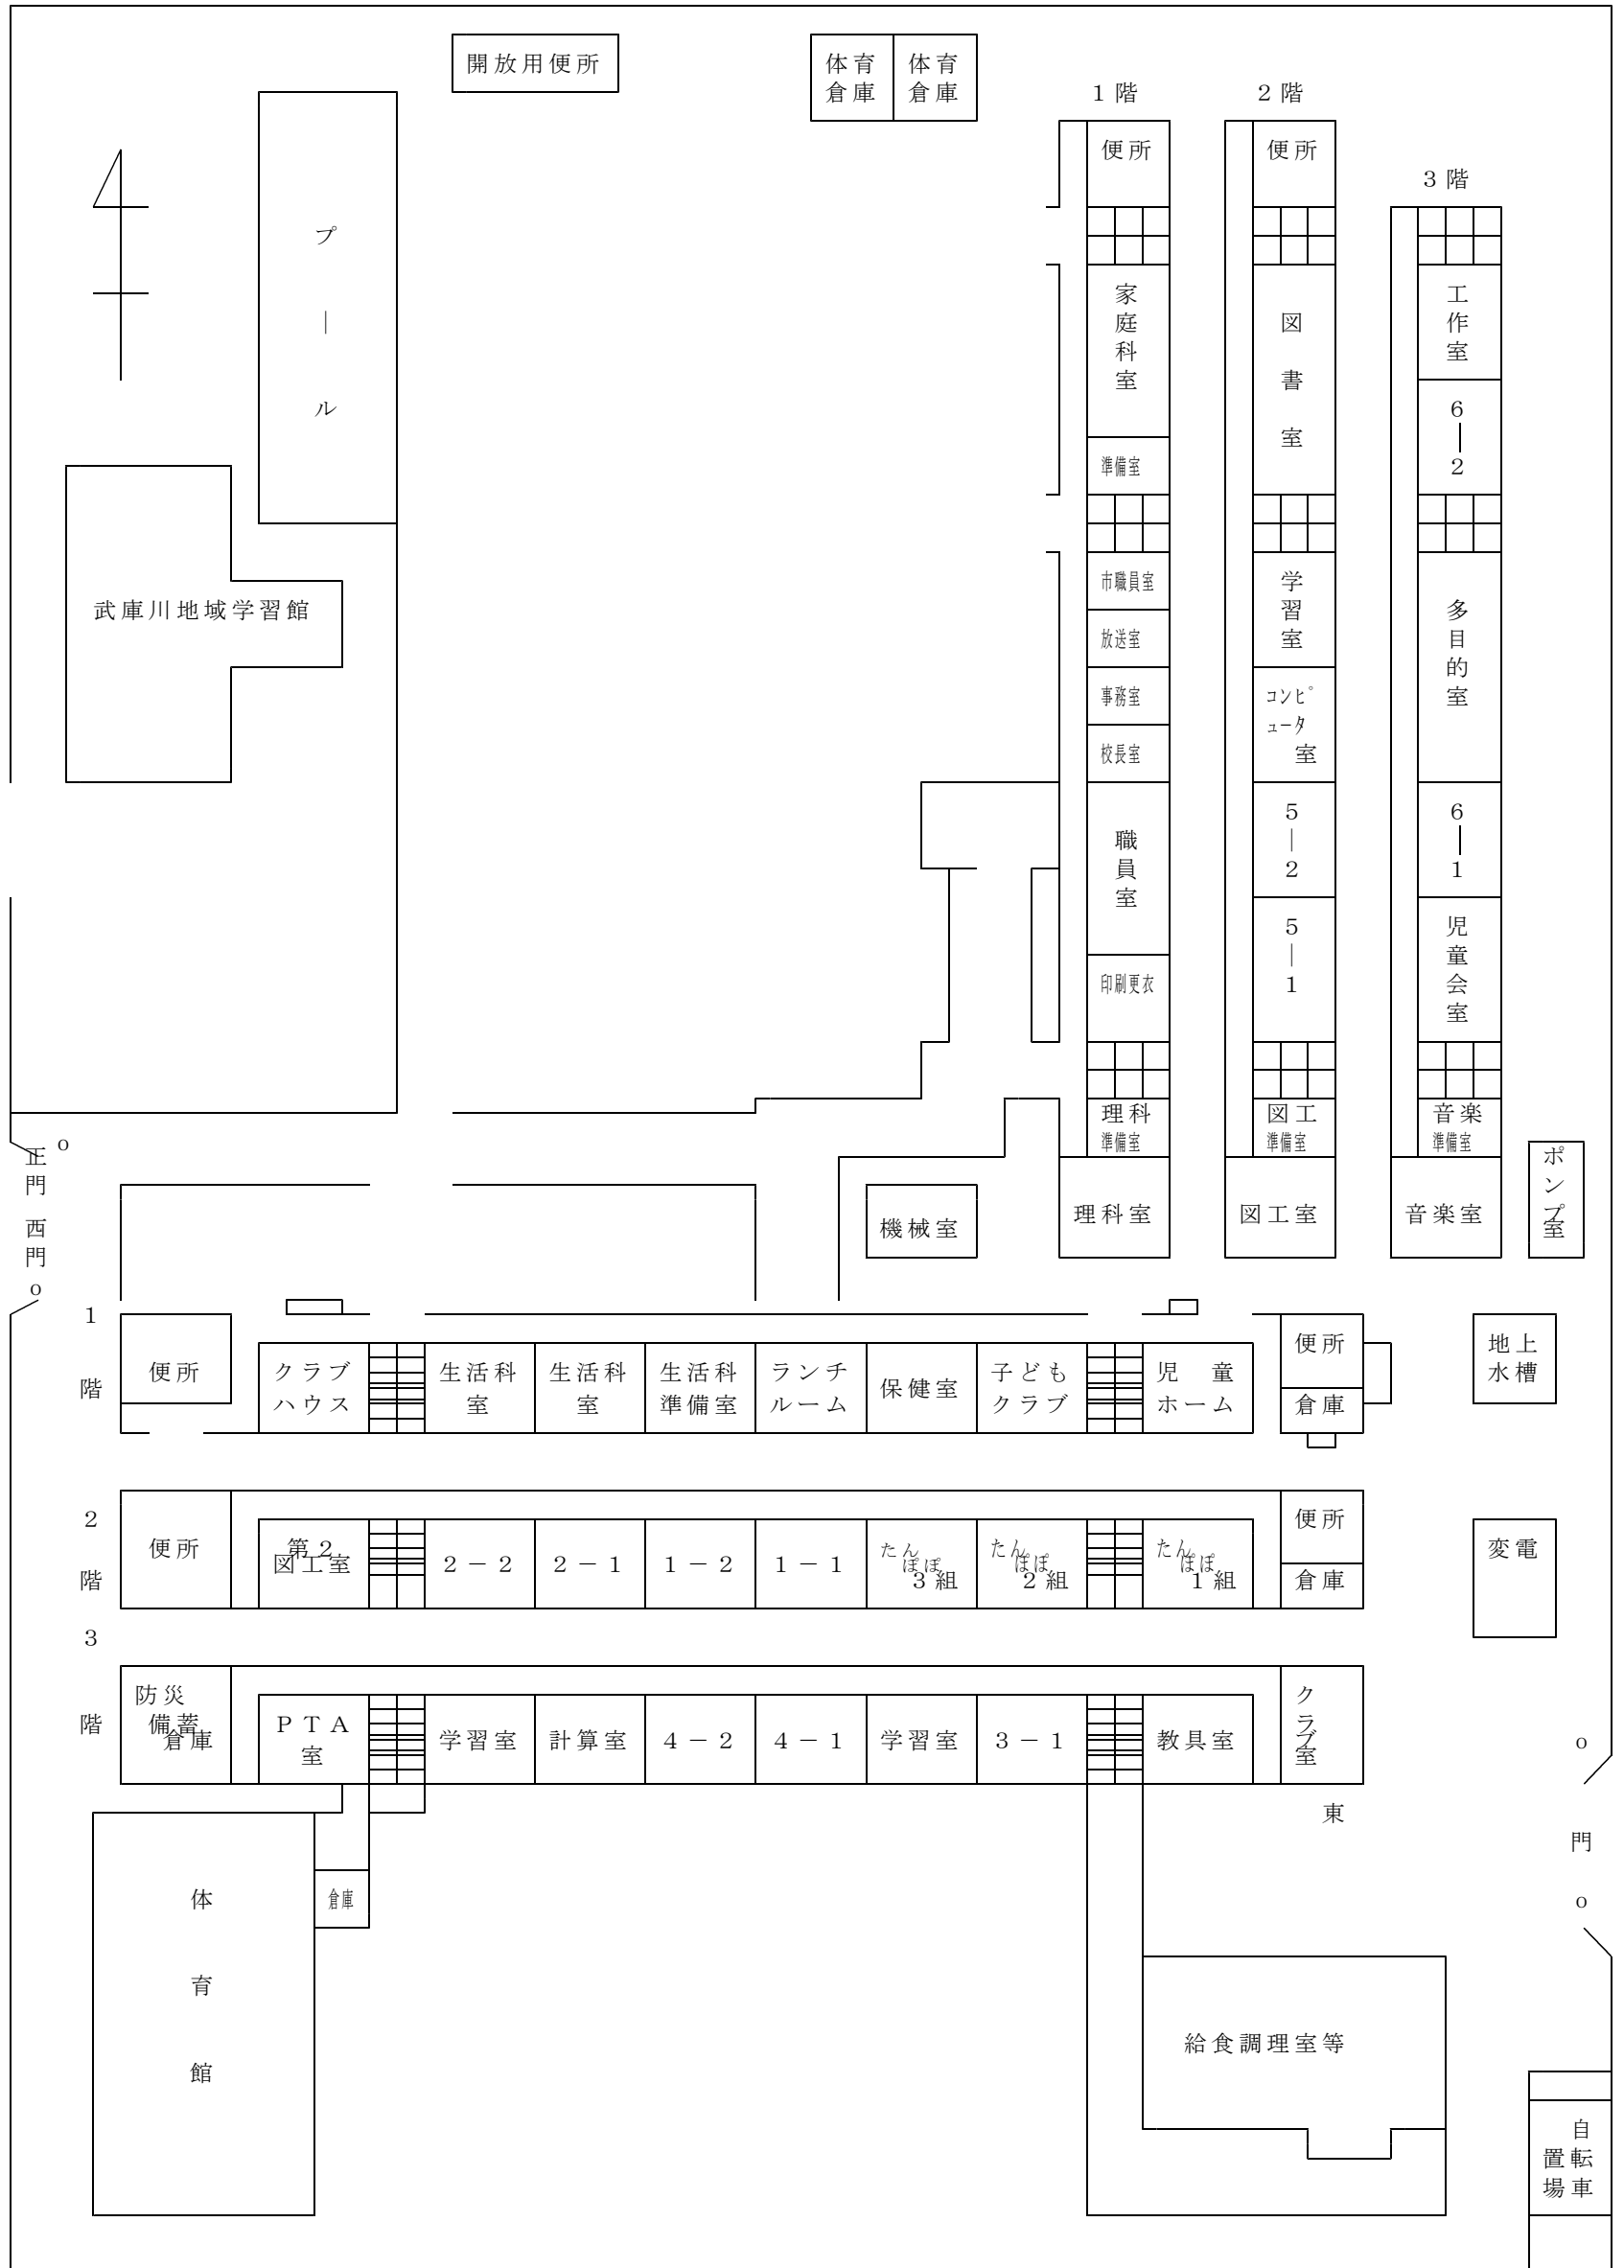 開放用便所
体育
倉庫
体育
倉庫
1階
2階
3階
便所
便所
プール
家庭科室
準備室
図書室
工作室
6―2
武庫川地域学習館
市職員室
放送室
事務室
校長室
職員室
印刷更衣
学習室
コンピ
ュータ
室
5―2
5―1
多目的室
6―1
児童会室
理科
準備室
図工
準備室
音楽
準備室
理科室
図工室
音楽室
ポンプ室
機械室
正門
西門
o
o
1階
便所
クラブ
ハウス
生活科
室
生活科
室
生活科
準備室
ランチ
ルーム
保健室
子ども
クラブ
児 童
ホーム
便所
倉庫
地上
水槽
2階
便所
第2
図工室
2-2
2-1
1-2
1-1
たん
ぽぽ
3組
たん
ぽぽ
2組
たん
ぽぽ
1組
便所
倉庫
変電
3階
防災
備蓄
倉庫
PTA
室
学習室
計算室
4-2
4-1
学習室
3-1
教具室
クラブ室
東門
o
o
体育館
倉庫
給食調理室等
自転車
置場